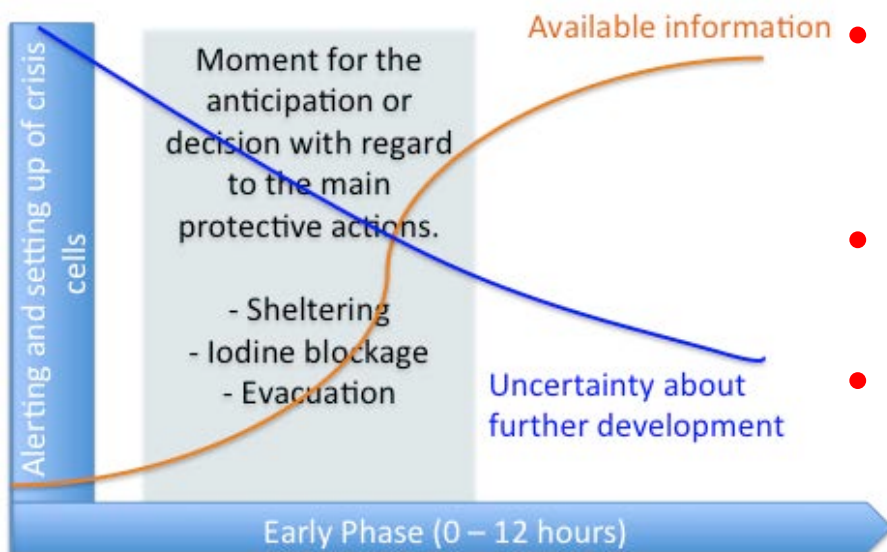 Available information
Alerting and setting up of crisis
cells
Moment for the
anticipation or
decision with regard
to the main
protective actions.
- Sheltering
- Iodine blockage
- Evacuation
Uncertainty about
further development
Early Phase (0 – 12 hours)